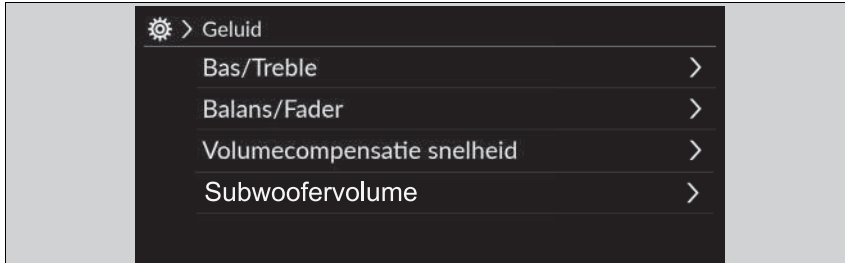 Geluid
Bas/Treble
Balans/Fader
Volumecompensatie snelheid
Subwoofervolume